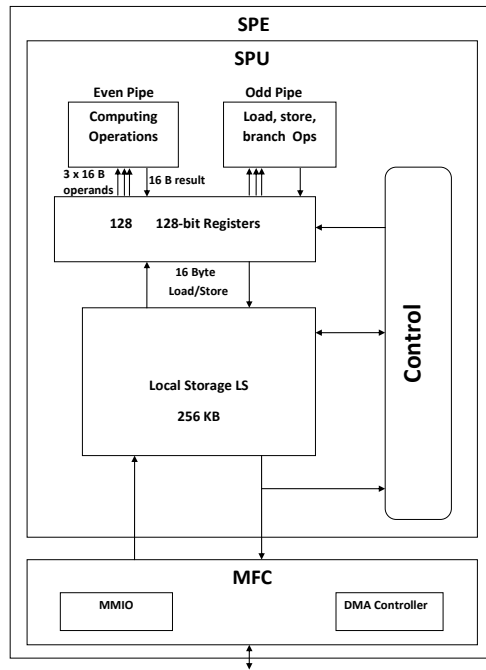 SPE
SPU
Even Pipe
Odd Pipe
Computing
Operations
Load, store,
branch Ops
3 x 16 B
operands
16 B result
128 128-bit Registers
16 Byte
Load/Store
Local Storage LS
256 KB
Control
MFC
MMIO
DMA Controller